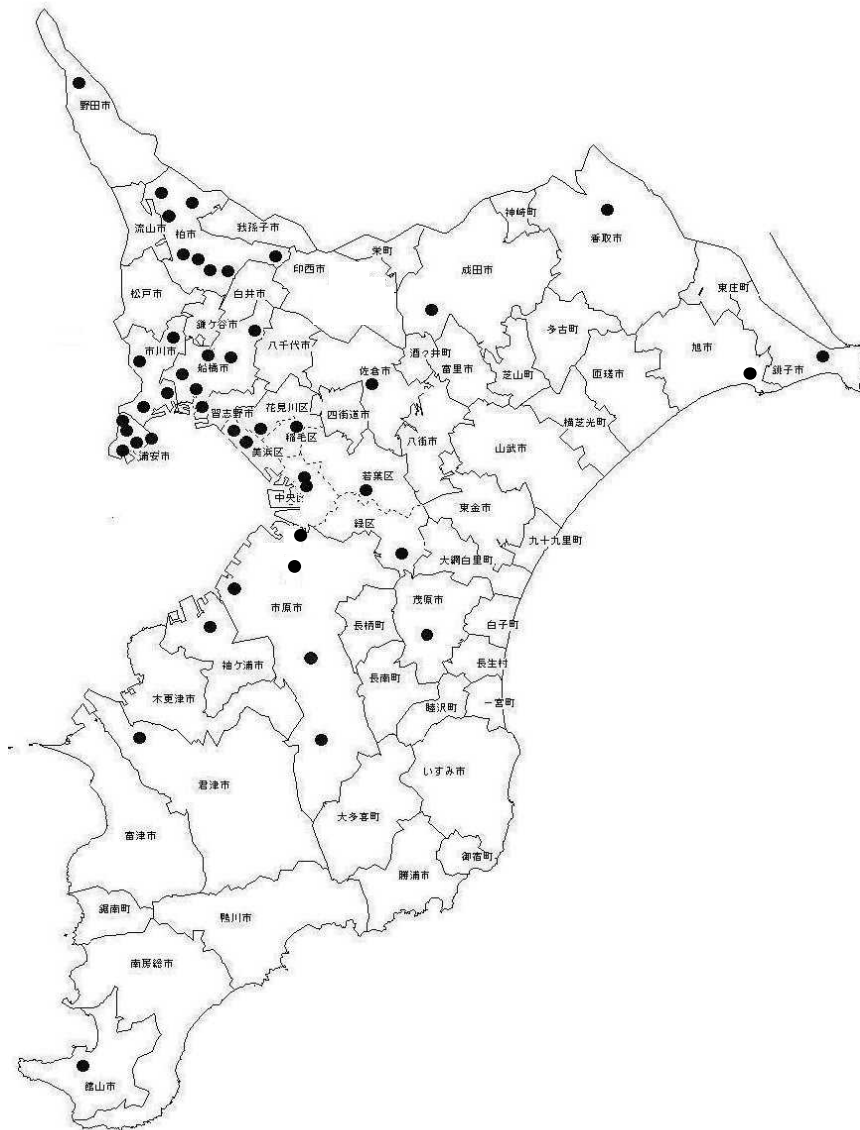 野田市
神崎町
香取市
流山市
柏市
我孫子市
栄町
印西市
成田市
東庄町
松戸市
白井市
鎌ケ谷市
多古町
市川市
八千代市
旭市
酒々井町
船橋市
佐倉市
富里市
芝山町
匝瑳市
銚子市
習志野市
花見川区
四街道市
横芝光町
稲毛区
八街市
山武市
浦安市
美浜区
若葉区
中央区
東金市
緑区
九十九里町
大網白里町
市原市
茂原市
長柄町
白子町
袖ケ浦市
長南町
長生村
木更津市
睦沢町
一宮町
いすみ市
君津市
大多喜町
富津市
御宿町
勝浦市
鋸南町
鴨川市
南房総市
館山市